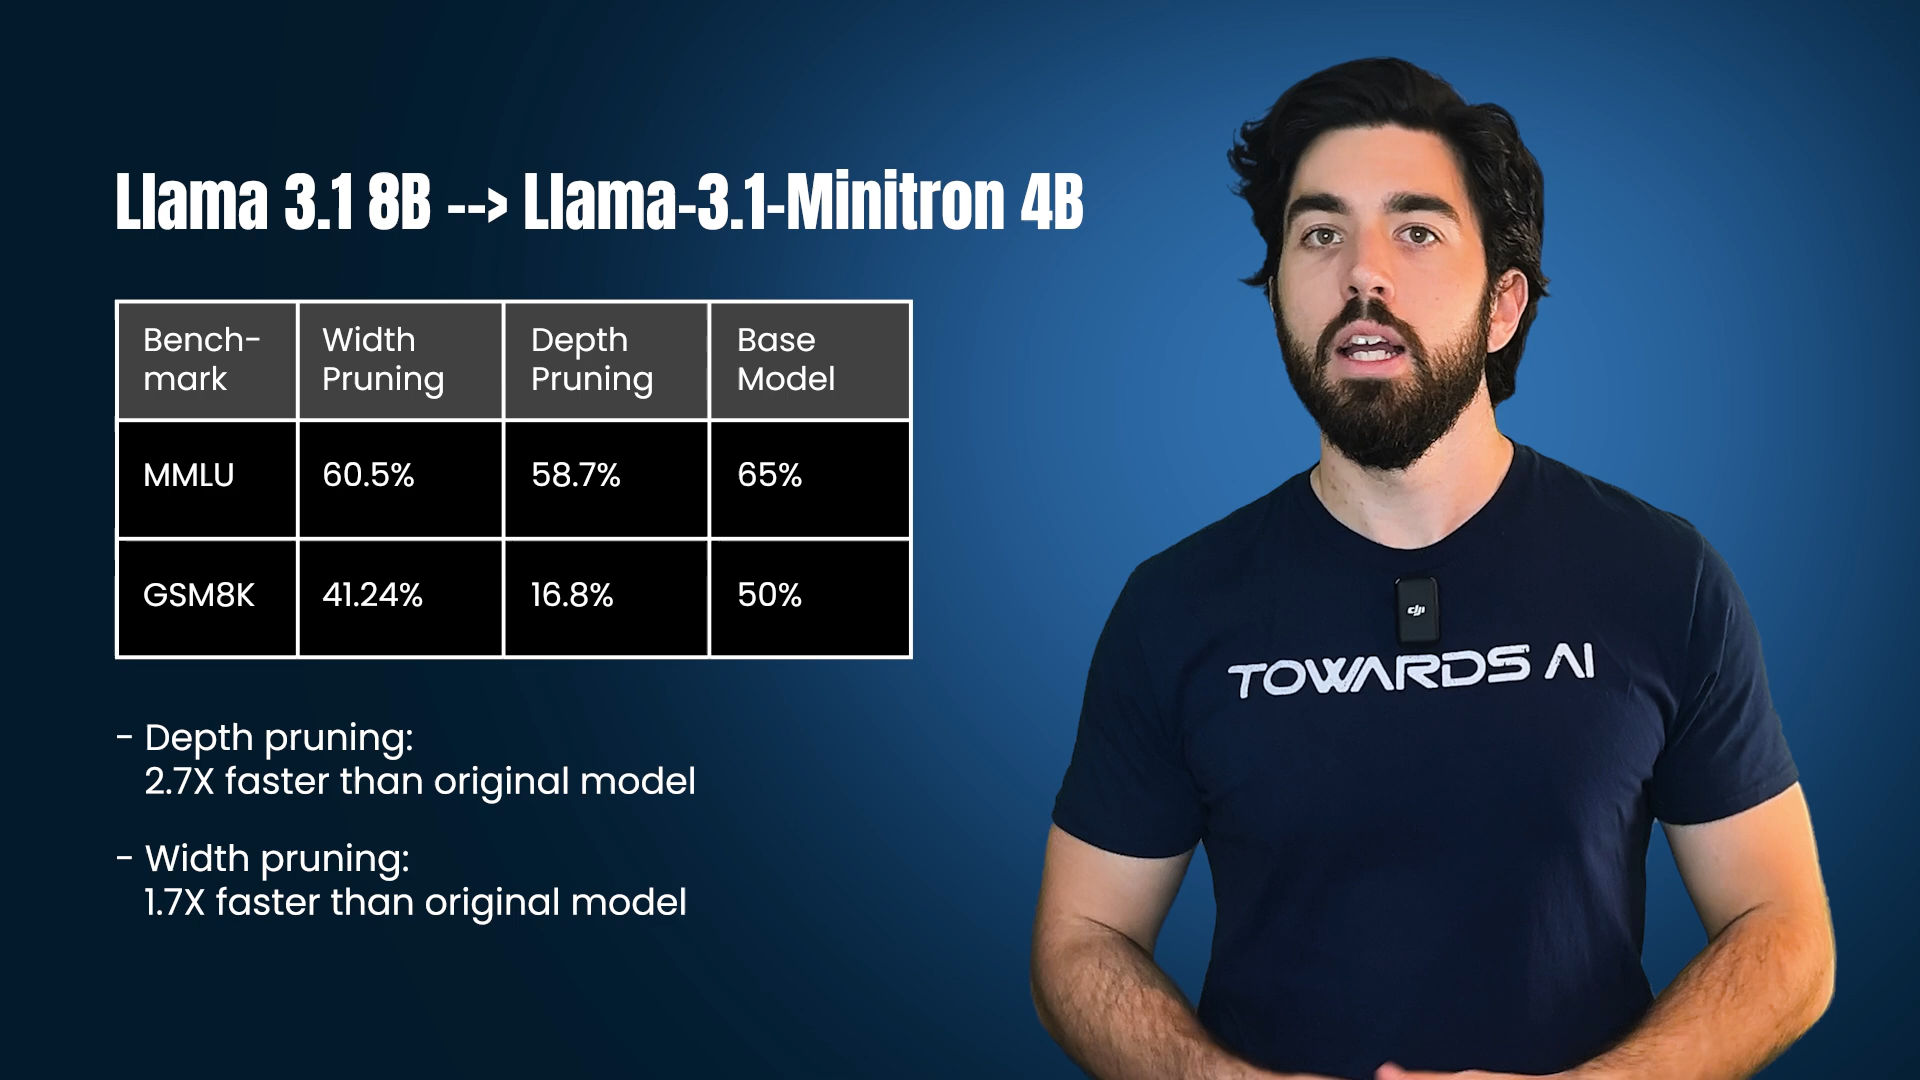 Llama 3.1 8B --> Llama-3.1-Minitron 4B
Bench-
mark
Width
Pruning
Depth
Pruning
Base
Model
MMLU
60.5%
58.7%
65%
GSM8K
41.24%
16.8%
50%
- Depth pruning:
2.7X faster than original model
- Width pruning:
1.7X faster than original model
dji
TOWARDS AI